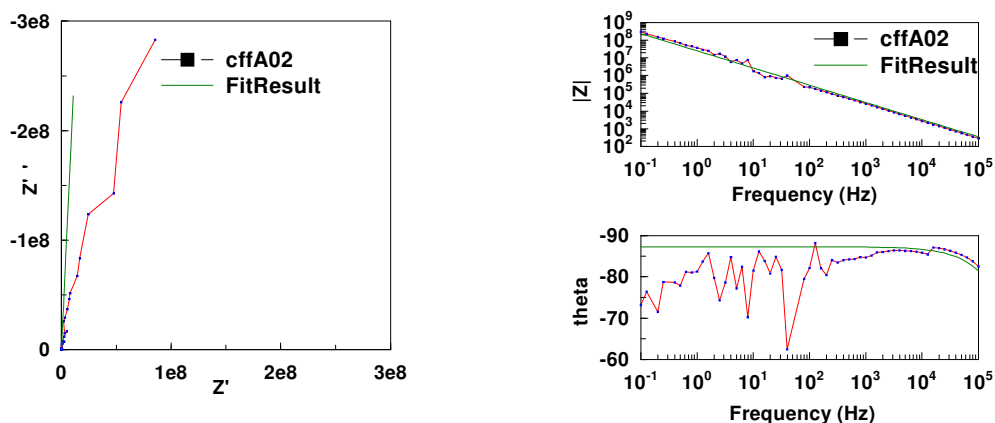 -3e8
-2e8
-1e8
0
Z' '
0
1e8
2e8
3e8
Z'
cffA02
FitResult
10^9
10^8
10^7
10^6
10^5
10^4
10^3
10^2
|Z|
10^-1
10^0
10^1
10^2
10^3
10^4
10^5
Frequency (Hz)
cffA02
FitResult
-90
-80
-70
-60
theta
10^-1
10^0
10^1
10^2
10^3
10^4
10^5
Frequency (Hz)